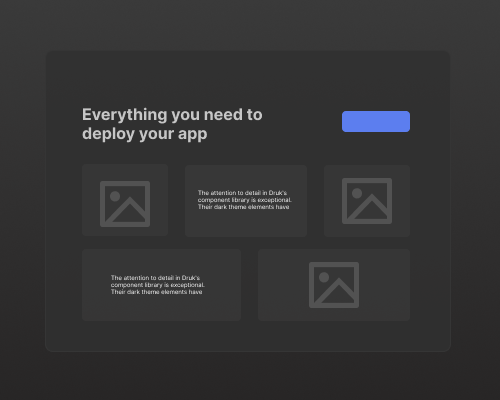 Everything you need to
deploy your app
The attention to detail in Druk's
component library is exceptional.
Their dark theme elements have
The attention to detail in Druk's
component library is exceptional.
Their dark theme elements have